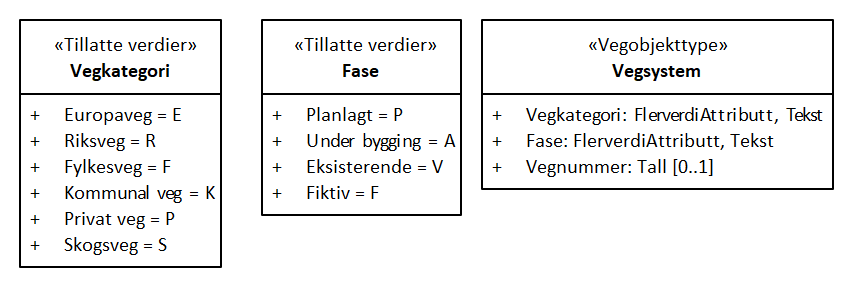 «Tillatte verdier»
Vegkategori
+ Europaveg = E
+ Riksveg = R
+ Fylkesveg = F
+ Kommunal veg = K
+ Privat veg = P
+ Skogsveg = S
«Tillatte verdier»
Fase
+ Planlagt = P
+ Under bygging = A
+ Eksisterende = V
+ Fiktiv = F
«Vegobjekttype»
Vegsystem
+ Vegkategori: FlerverdiAttributt, Tekst
+ Fase: FlerverdiAttributt, Tekst
+ Vegnummer: Tall [0..1]